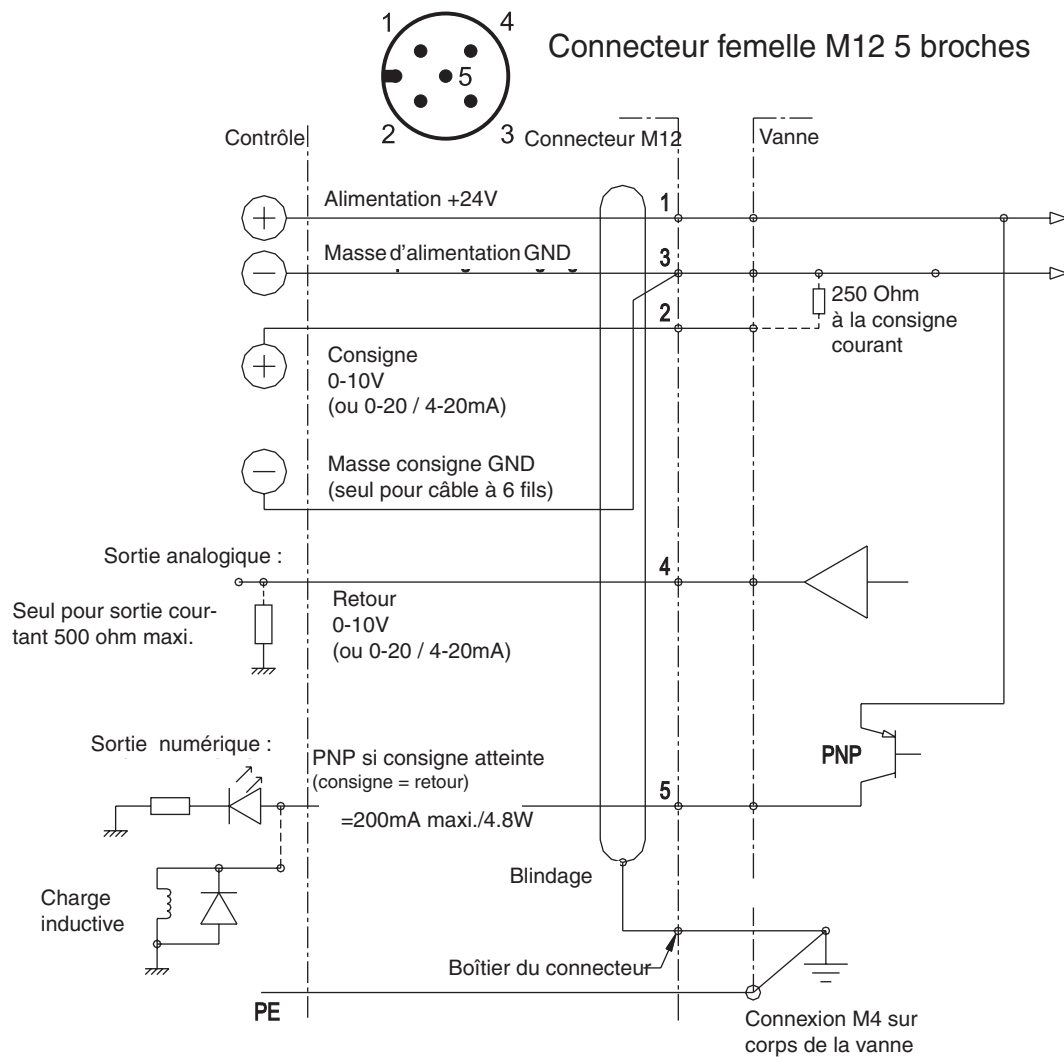 1
4
Connecteur femelle M12 5 broches
5
2
3
Contrôle
Connecteur M12
Vanne
Alimentation +24V
1
Masse d'alimentation GND
3
2
250 Ohm
à la consigne
courant
Consigne
0-10V
(ou 0-20 / 4-20mA)
Masse consigne GND
(seul pour câble à 6 fils)
Sortie analogique :
4
Seul pour sortie cour-
tant 500 ohm maxi.
Retour
0-10V
(ou 0-20 / 4-20mA)
Sortie numérique :
PNP si consigne atteinte
(consigne = retour)
PNP
5
=200mA maxi./4.8W
Blindage
Charge
inductive
Boîtier du connecteur
PE
Connexion M4 sur
corps de la vanne